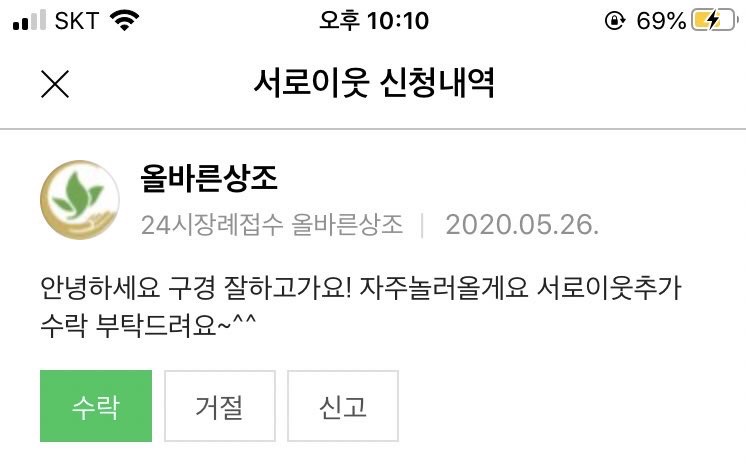 SKT 오후 10:10 69%
서로이웃 신청내역
올바른상조
24시장례접수 올바른상조 | 2020.05.26.
안녕하세요 구경 잘하고가요! 자주놀러올게요 서로이웃추가
수락 부탁드려요~^^
수락 거절 신고